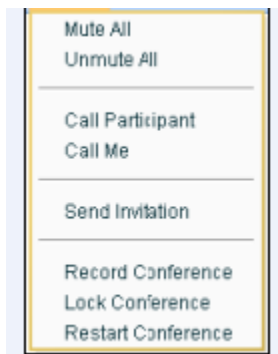 Mute All
Unmute All
Call Participant
Call Me
Send Invitation
Record Conference
Lock Conference
Restart Conference